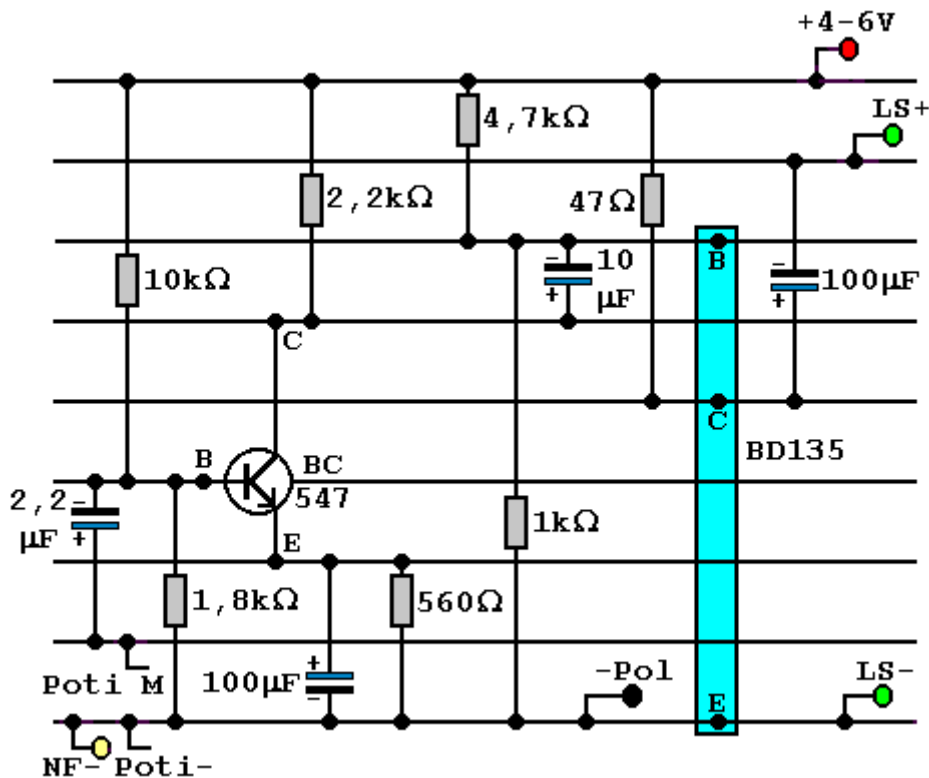 +4-6V
LS+
4,7kΩ
2,2kΩ
47Ω
10kΩ
-
+
10
μF
B
-
+
100μF
C
C
BD135
B
BC
547
2,2
μF
-
+
E
1kΩ
1,8kΩ
560Ω
+
-
100μF
Poti M
-Pol
LS-
E
NF-
Poti-